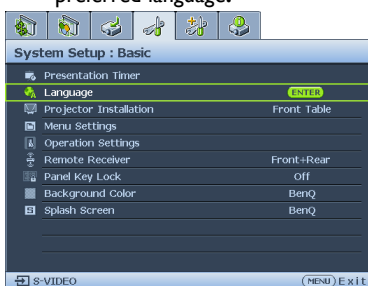 preferred language.
System Setup : Basic
Presentation Timer
Language ENTER
Projector Installation Front Table
Menu Settings
Operation Settings
Remote Receiver Front+Rear
Panel Key Lock Off
Background Color BenQ
Splash Screen BenQ
S-VIDEO MENU Exit